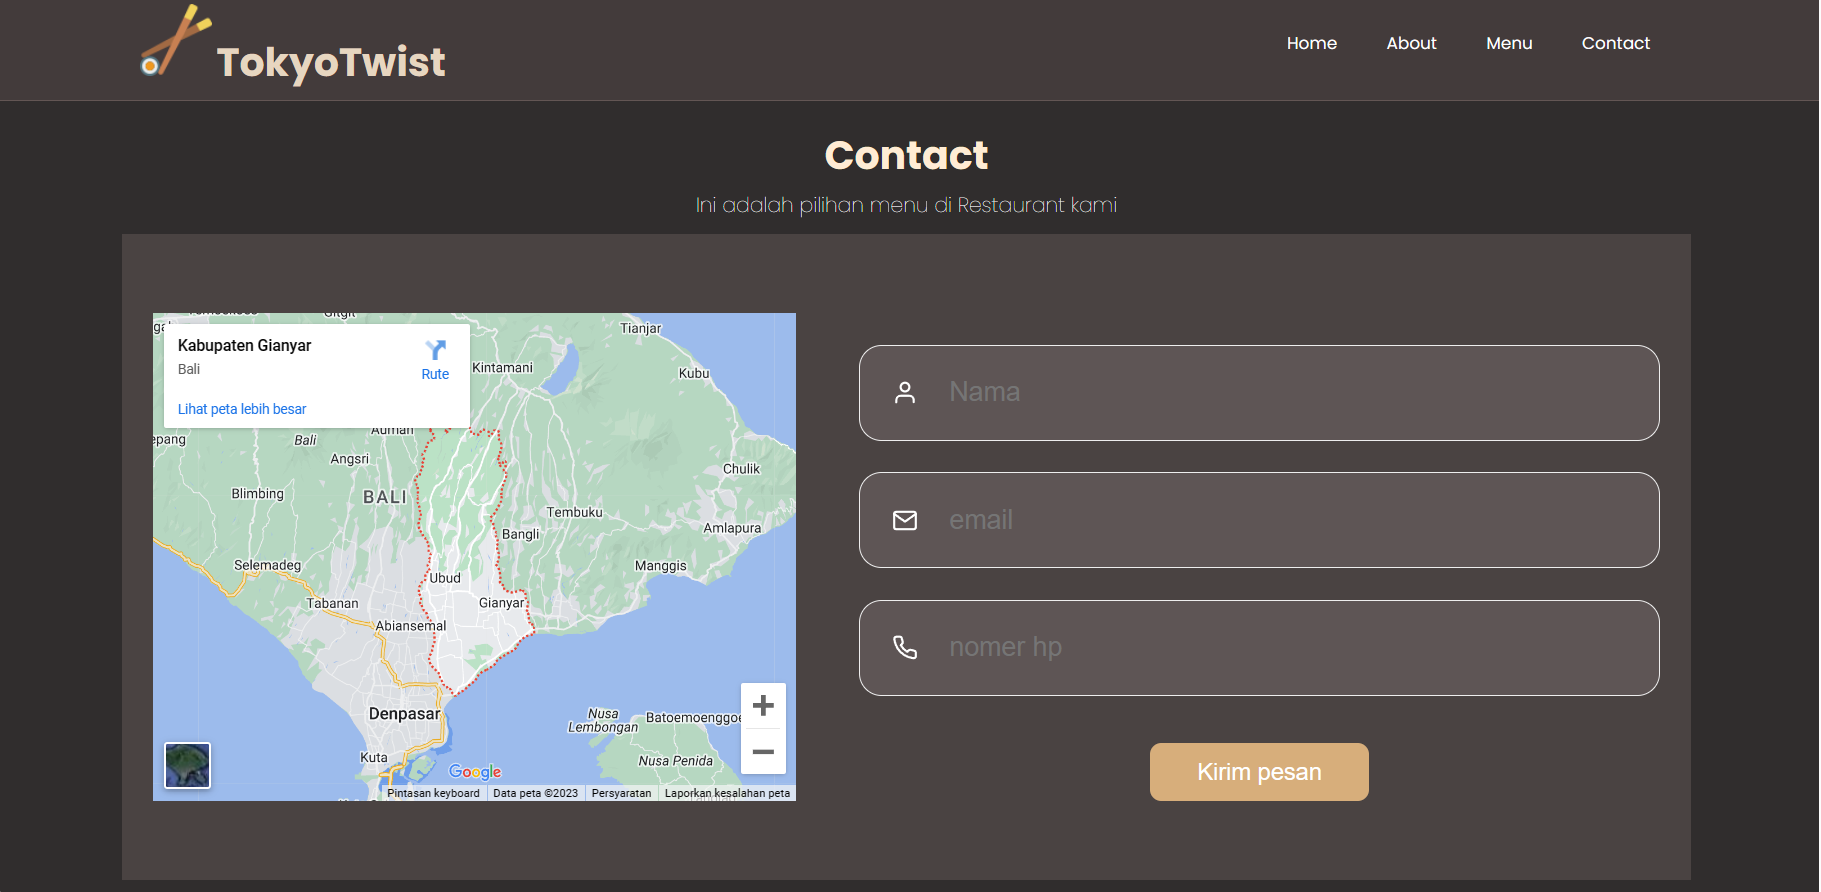 TokyoTwist
Home About Menu Contact
Contact
Ini adalah pilihan menu di Restaurant kami
Kabupaten Gianyar
Bali
Rute
Lihat peta lebih besar
Tianjar
Kintamani
Kubu
Auman
epang
Bali
Angsri
Chulik
Blimbing
BALI
Tembuku
Amlapura
Bangli
Selemadeg
Manggis
Ubud
Tabanan
Gianyar
Abiansemal
Denpasar
Nusa
Lembongan
Batoemoenggoe
Kuta
Nusa Penida
Google
Pintasan keyboard
Data peta ©2023
Persyaratan
Laporkan kesalahan peta
Nama
email
nomer hp
Kirim pesan